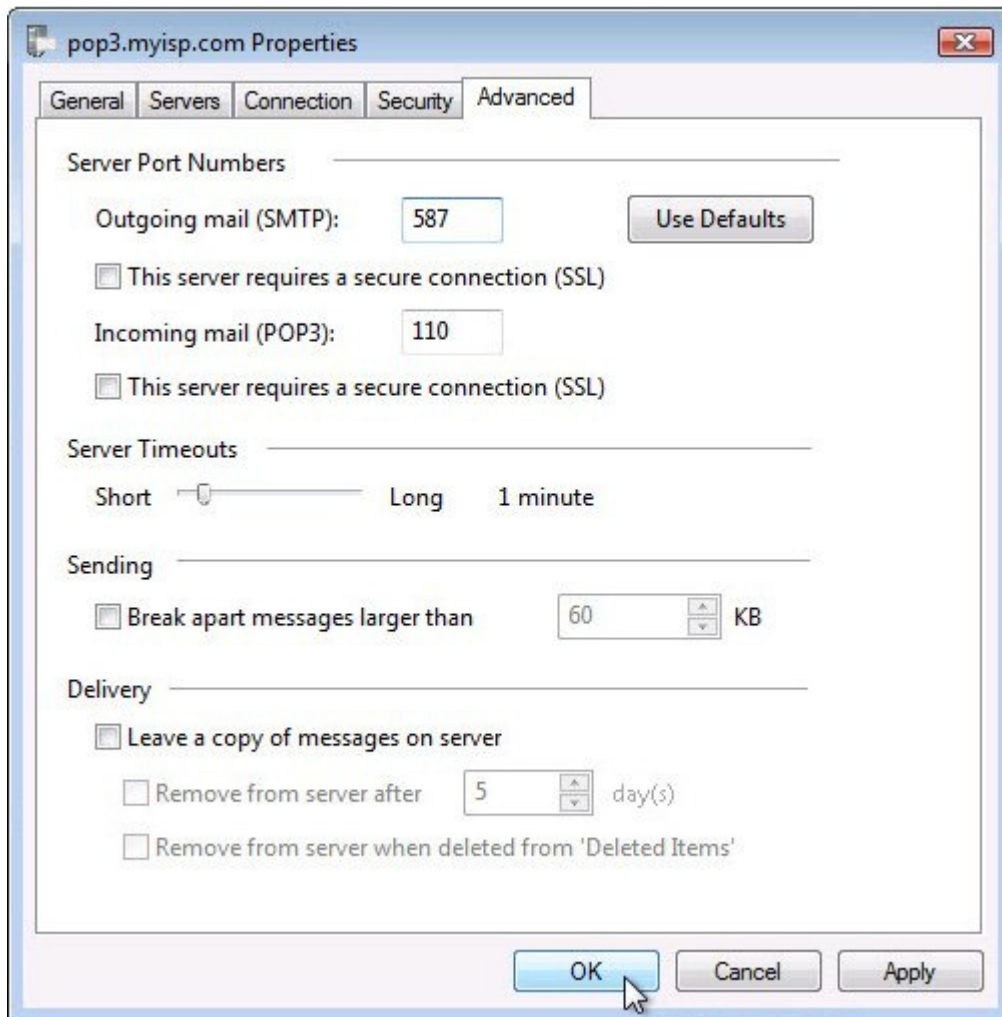 pop3.myisp.com Properties
General Servers Connection Security Advanced
Server Port Numbers
Outgoing mail (SMTP): 587 Use Defaults
This server requires a secure connection (SSL)
Incoming mail (POP3): 110
This server requires a secure connection (SSL)
Server Timeouts
Short Long 1 minute
Sending
Break apart messages larger than 60 KB
Delivery
Leave a copy of messages on server
Remove from server after 5 day(s)
Remove from server when deleted from 'Deleted Items'
OK Cancel Apply